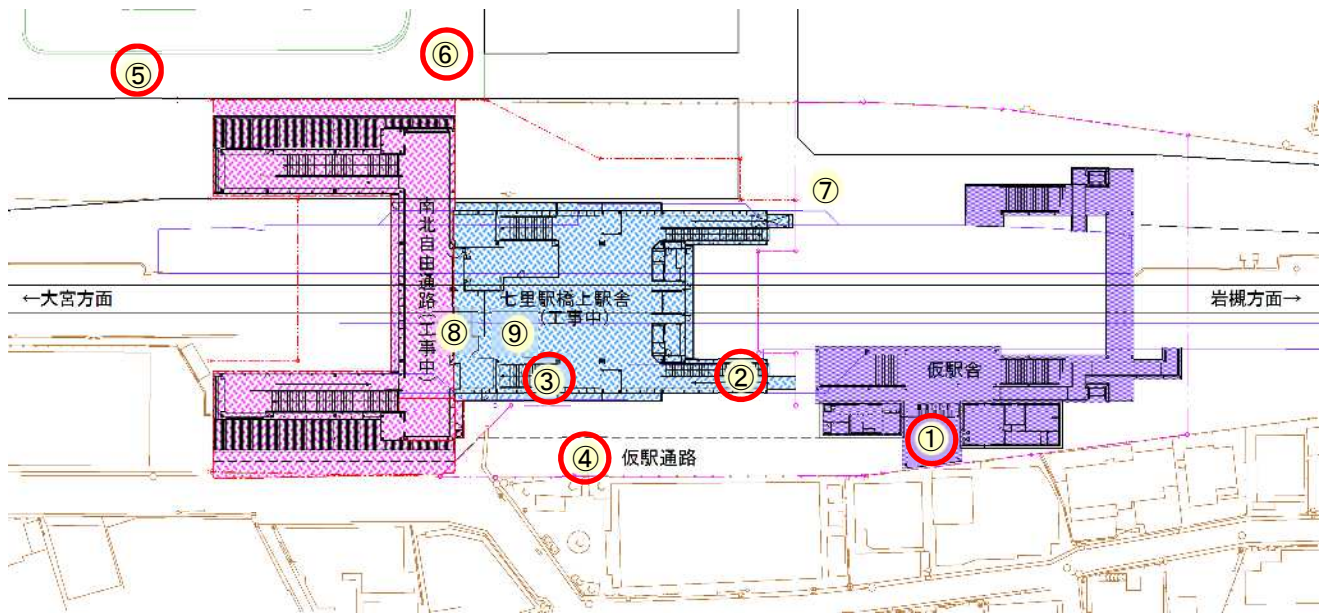 ⑥
⑤
⑦
南北自由通路(工事中)
←大宮方面
七里駅橋上駅舎
(工事中)
岩槻方面→
⑧
⑨
③
②
仮駅舎
①
④
仮駅通路